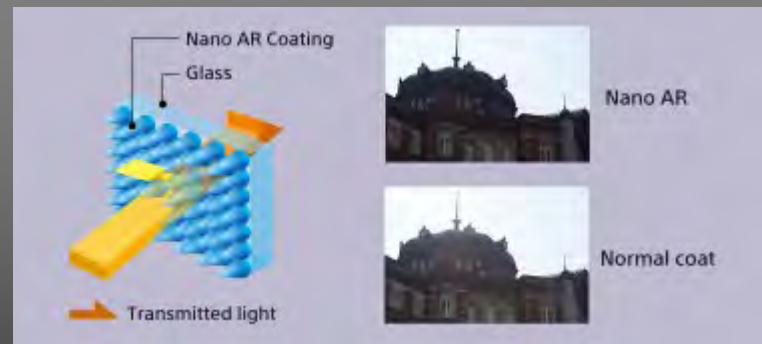 Nano AR Coating
Glass
Transmitted light
Nano AR
Normal coat